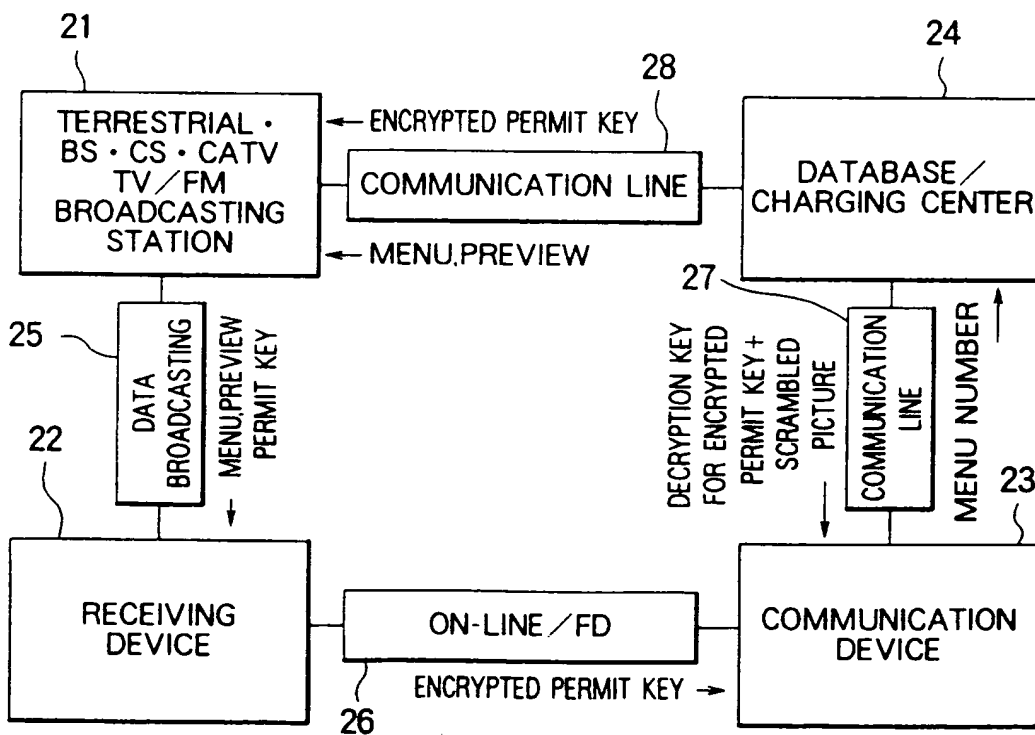 21
28
24
TERRESTRIAL・
BS・CS・CATV
TV/FM
BROADCASTING
STATION
← ENCRYPTED PERMIT KEY
COMMUNICATION LINE
← MENU.PREVIEW
DATABASE/
CHARGING CENTER
25
DATA
BROADCASTING
MENU.PREVIEW
PERMIT KEY
→
27
DECRYPTION KEY
FOR ENCRYPTED
PERMIT KEY+
SCRAMBLED
PICTURE
→
COMMUNICATION
LINE
MENU NUMBER →
22
23
RECEIVING
DEVICE
ON-LINE/FD
COMMUNICATION
DEVICE
26
ENCRYPTED PERMIT KEY →